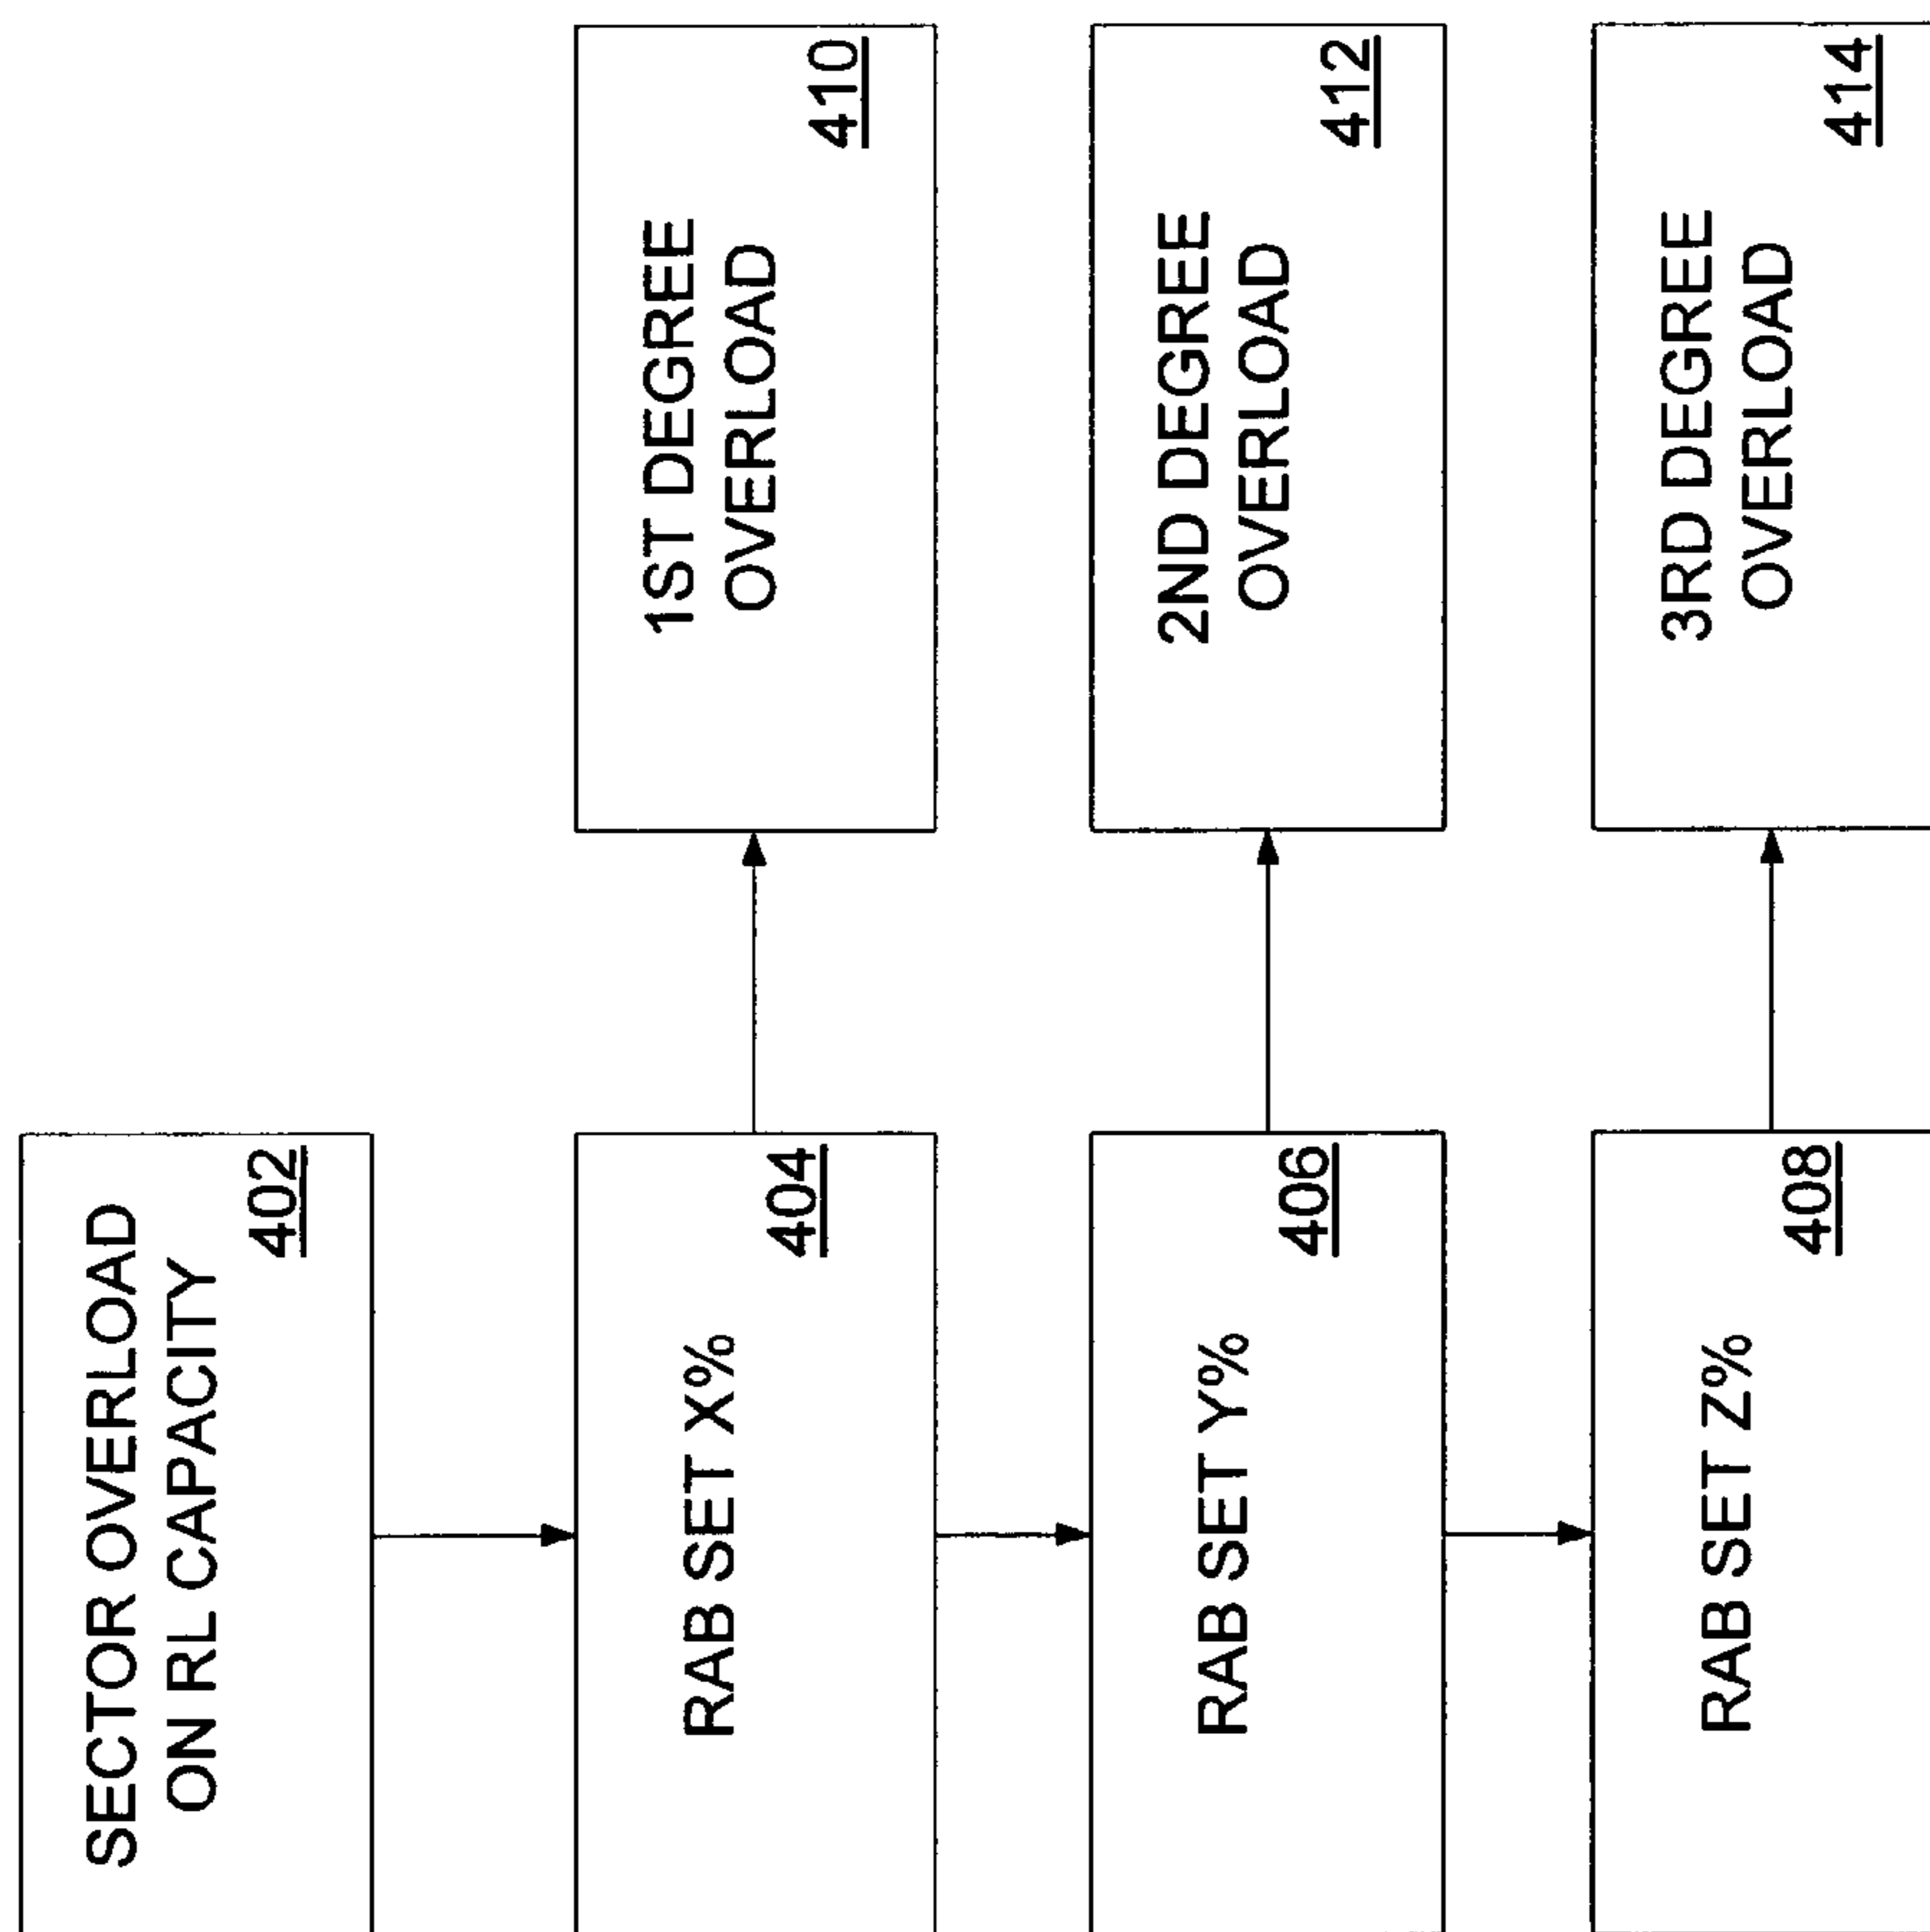 SECTOR OVERLOAD
ON RL CAPACITY
402
RAB SET X%
404
1ST DEGREE
OVERLOAD
410
RAB SET Y%
406
2ND DEGREE
OVERLOAD
412
RAB SET Z%
408
3RD DEGREE
OVERLOAD
414